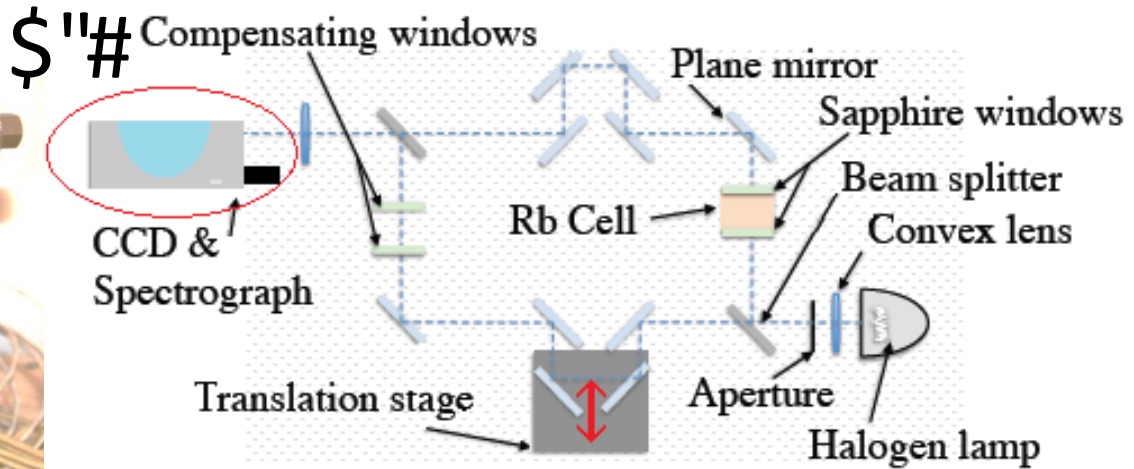 $"#
Compensating windows
Plane mirror
Sapphire windows
Beam splitter
Rb Cell
Convex lens
CCD &
Spectrograph
Translation stage
Aperture
Halogen lamp